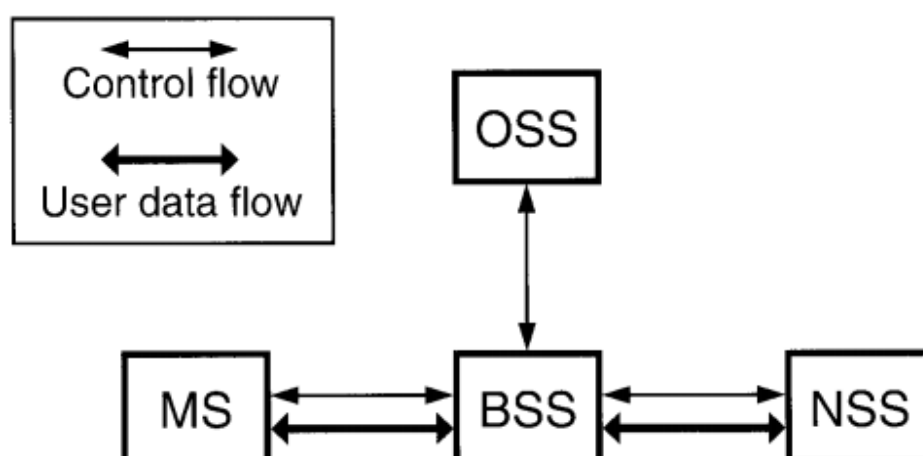 Control flow
User data flow
OSS
MS
BSS
NSS